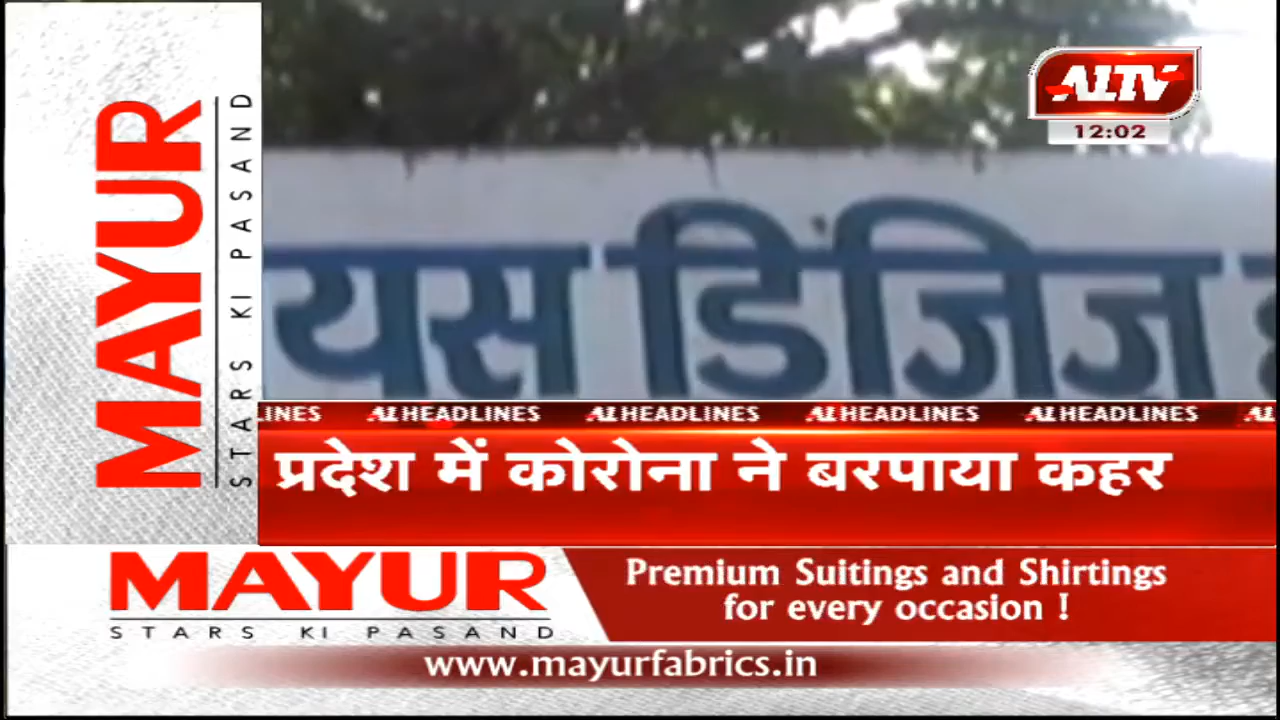 ALTV
12:02
MAYUR
STARS KI PASAND
यस डिजिज
LINES ALHEADLINES ALHEADLINES ALHEADLINES ALHEADLINES AL
प्रदेश में कोरोना ने बरपाया कहर
MAYUR
STARS KI PASAND
Premium Suitings and Shirtings
for every occasion !
www.mayurfabrics.in